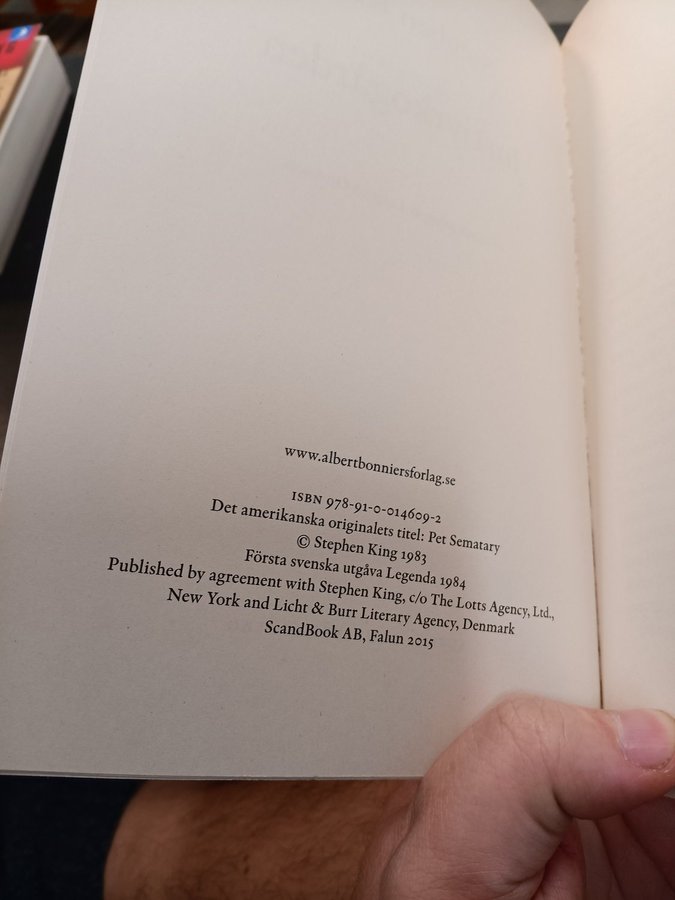 www.albertbonniersforlag.se
ISBN 978-91-0-014609-2
Det amerikanska originalets titel: Pet Sematary
© Stephen King 1983
Första svenska utgåva Legenda 1984
Published by agreement with Stephen King, c/o The Lotts Agency, Ltd.,
New York and Licht & Burr Literary Agency, Denmark
ScandBook AB, Falun 2015